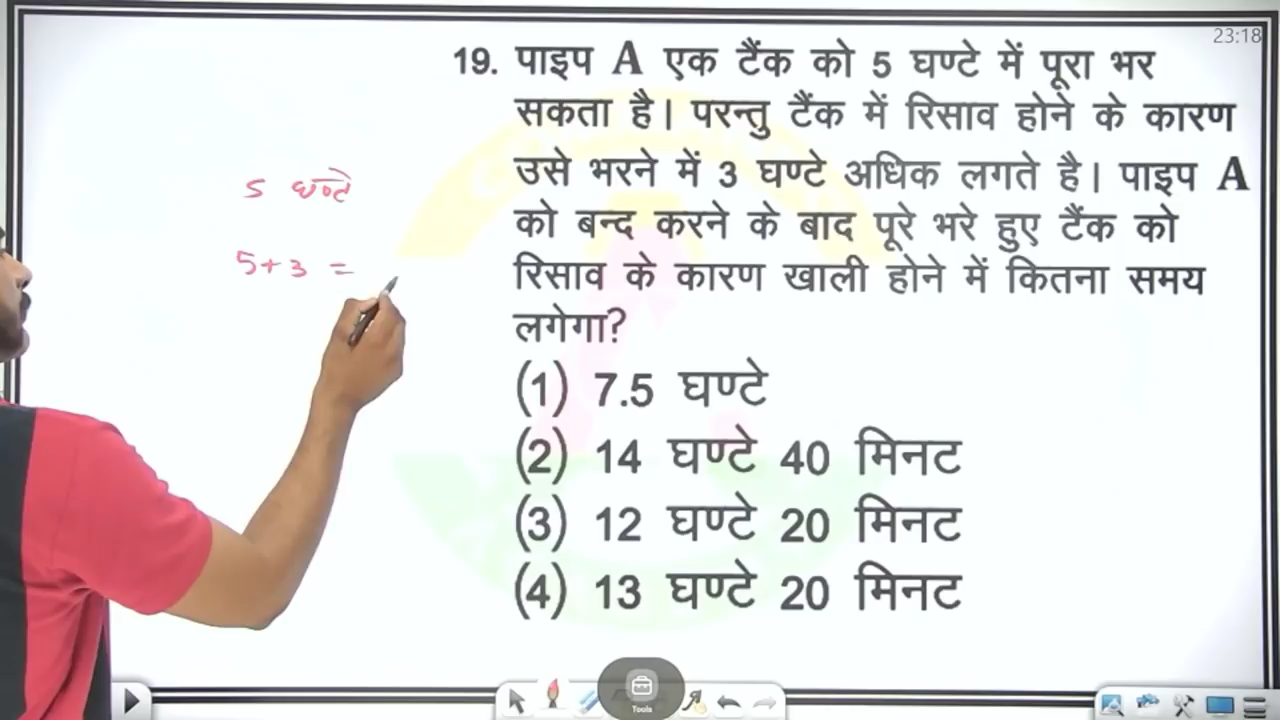 23:18
19. पाइप A एक टैंक को 5 घण्टे में पूरा भर
सकता है। परन्तु टैंक में रिसाव होने के कारण
उसे भरने में 3 घण्टे अधिक लगते है। पाइप A
को बन्द करने के बाद पूरे भरे हुए टैंक को
रिसाव के कारण खाली होने में कितना समय
लगेगा?
(1) 7.5 घण्टे
(2) 14 घण्टे 40 मिनट
(3) 12 घण्टे 20 मिनट
(4) 13 घण्टे 20 मिनट
5 घण्टे
5+3 =
Tools